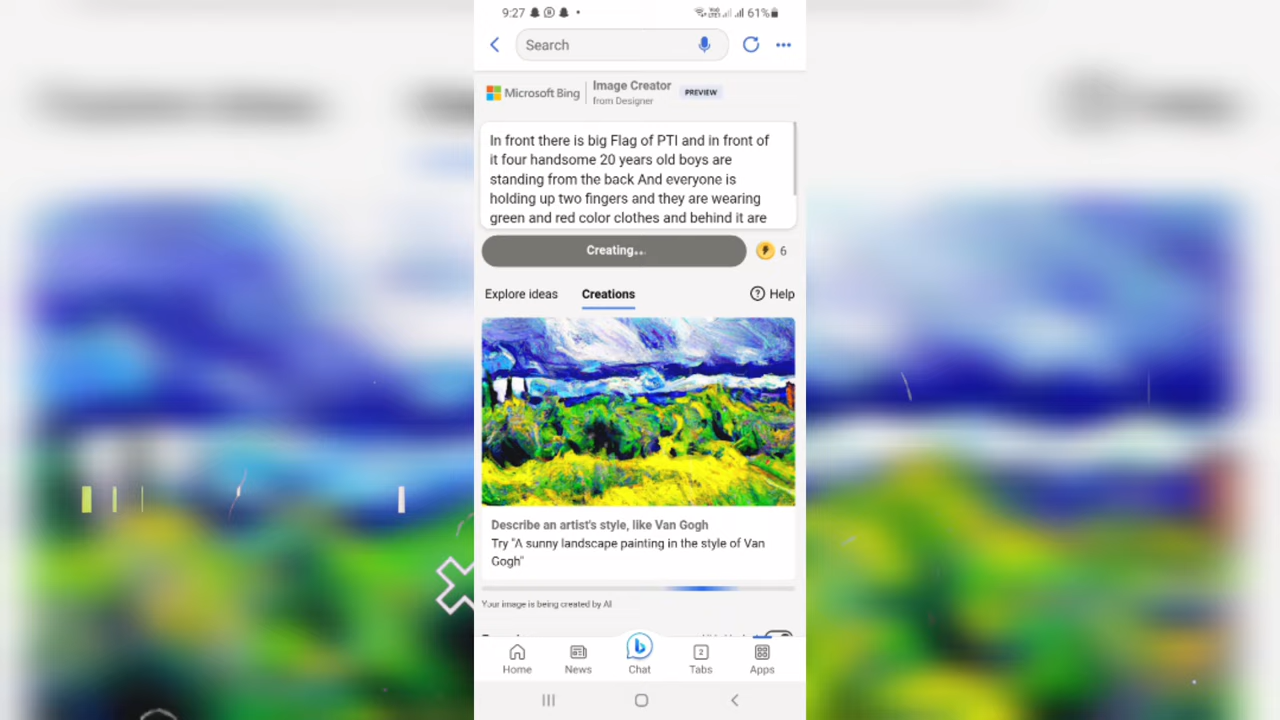 9:27
61%
Search
Microsoft Bing
Image Creator
from Designer
PREVIEW
In front there is big Flag of PTI and in front of
it four handsome 20 years old boys are
standing from the back And everyone is
holding up two fingers and they are wearing
green and red color clothes and behind it are
Creating...
6
Explore ideas
Creations
Help
Describe an artist's style, like Van Gogh
Try "A sunny landscape painting in the style of Van
Gogh"
Your image is being created by AI
Home
News
Chat
2
Tabs
Apps